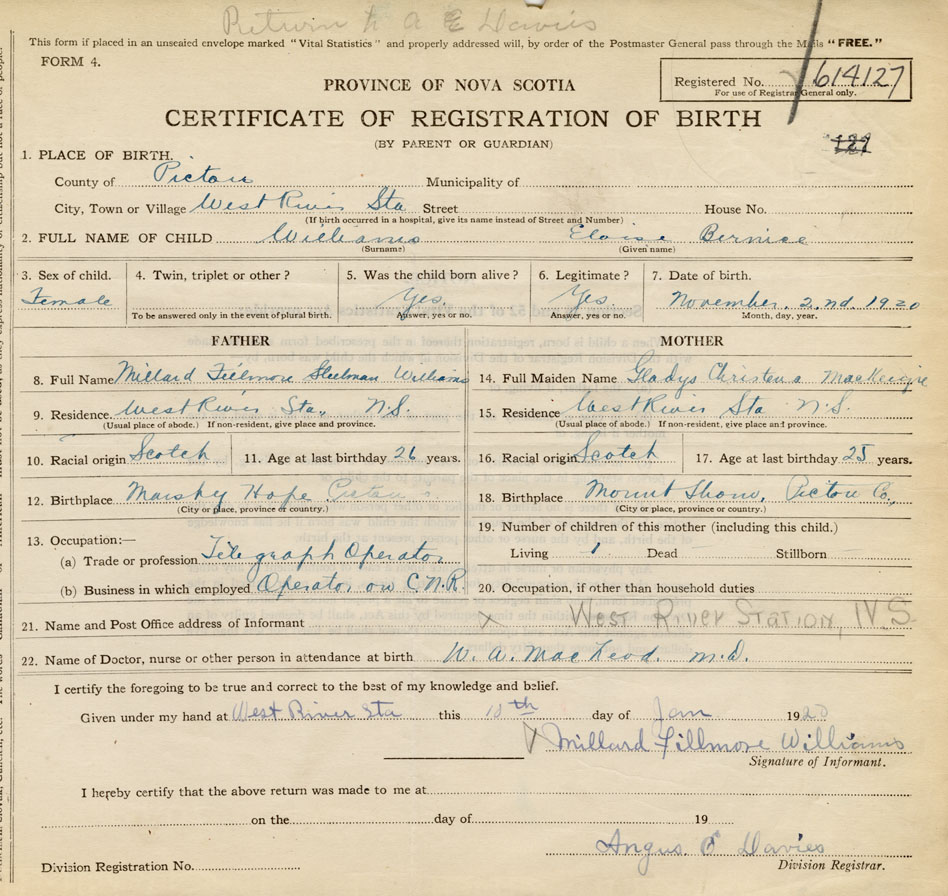 Return to A E Davies
This form if placed in an unsealed envelope marked "Vital Statistics" and properly addressed will, by order of the Postmaster General pass through the Mails "FREE."
FORM 4.
Registered No. 614127
For use of Registrar General only.
PROVINCE OF NOVA SCOTIA
CERTIFICATE OF REGISTRATION OF BIRTH
(BY PARENT OR GUARDIAN)
1. PLACE OF BIRTH.
County of Pictou Municipality of
City, Town or Village West River Sta Street House No.
(If birth occurred in a hospital, give its name instead of Street and Number)
2. FULL NAME OF CHILD Williams Eloise Bernice
(Surname) (Given name)
3. Sex of child. 4. Twin, triplet or other? 5. Was the child born alive? 6. Legitimate? 7. Date of birth.
Female Yes. Yes. November. 2.nd 1920
To be answered only in the event of plural birth. Answer, yes or no. Answer, yes or no. Month, day, year.
FATHER MOTHER
8. Full Name Millard Fillmore Williams 14. Full Maiden Name Gladys Christena
9. Residence. West River Sta, N.S. 15. Residence West River Sta N.S.
(Usual place of abode.) If non-resident, give place and province. (Usual place of abode.) If non-resident, give place and province.
10. Racial origin Scotch 11. Age at last birthday 26 years. 16. Racial origin Scotch 17. Age at last birthday 25 years.
12. Birthplace Marshy Hope 18. Birthplace Mount Thom, Pictou Co,
(City or place, province or country.) (City or place, province or country.)
19. Number of children of this mother (including this child.)
13. Occupation:—
Living 1 Dead Stillborn
(a) Trade or profession Telegraph Operator
(b) Business in which employed Operator on C.N.R. 20. Occupation, if other than household duties
21. Name and Post Office address of Informant X West River Station, N.S.
22. Name of Doctor, nurse or other person in attendance at birth W. A. MacLeod. M.D.
I certify the foregoing to be true and correct to the best of my knowledge and belief.
Given under my hand at West River Sta this 10th day of Jan 19
Millard Fillmore Williams
Signature of Informant.
I hereby certify that the above return was made to me at
on the day of 19
Angus E Davies
Division Registration No. Division Registrar.